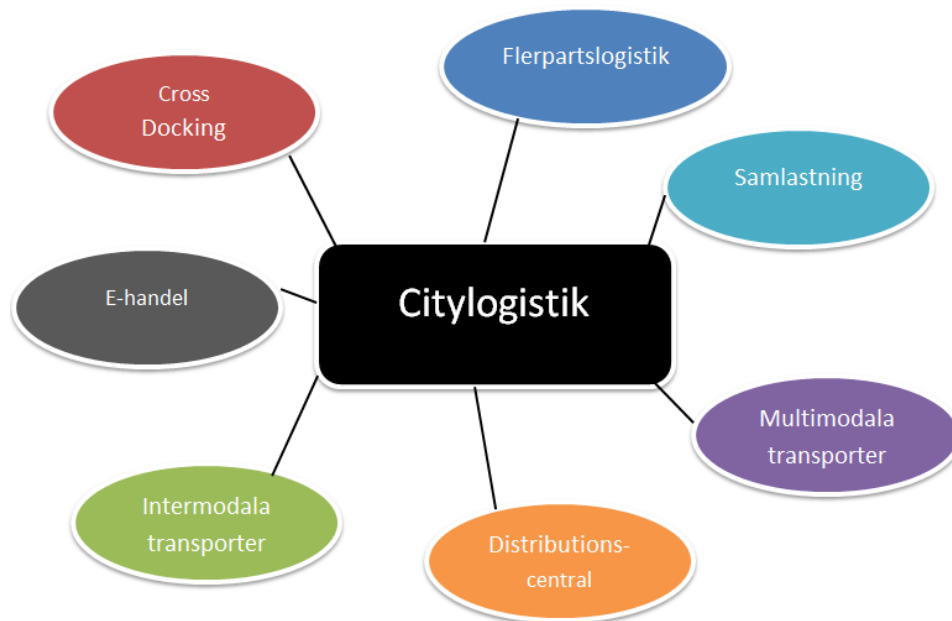 Flerpartslogistik
Cross
Docking
Samlastning
E-handel
Citylogistik
Multimodala
transporter
Intermodala
transporter
Distributions-
central